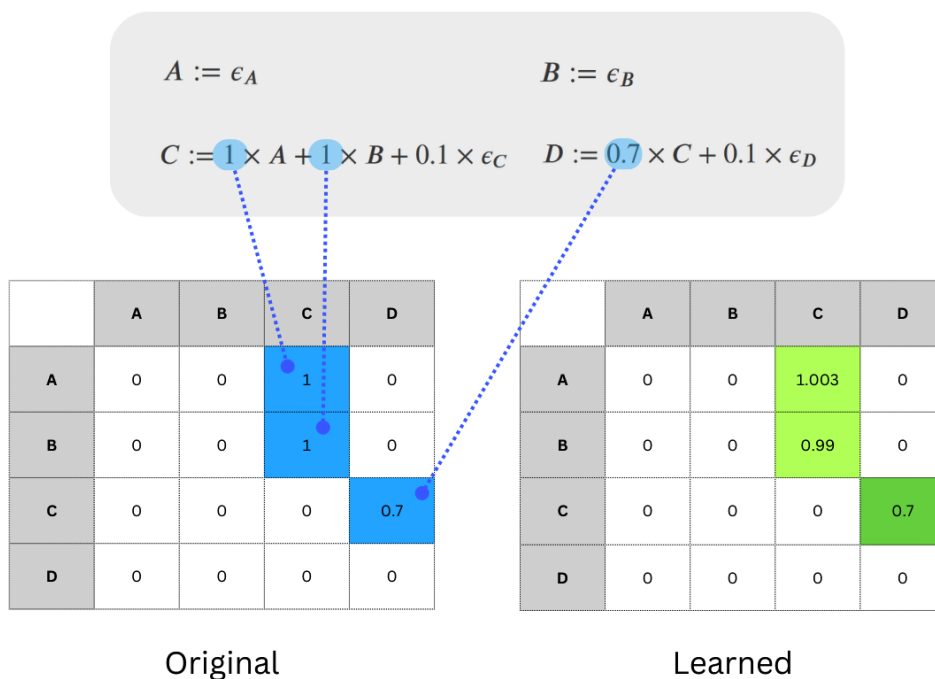 A := ϵ_A B := ϵ_B
C := 1 × A + 1 × B + 0.1 × ϵ_C D := 0.7 × C + 0.1 × ϵ_D
A B C D
A 0 0 1 0
B 0 0 1 0
C 0 0 0 0.7
D 0 0 0 0
Original
A B C D
A 0 0 1.003 0
B 0 0 0.99 0
C 0 0 0 0.7
D 0 0 0 0
Learned